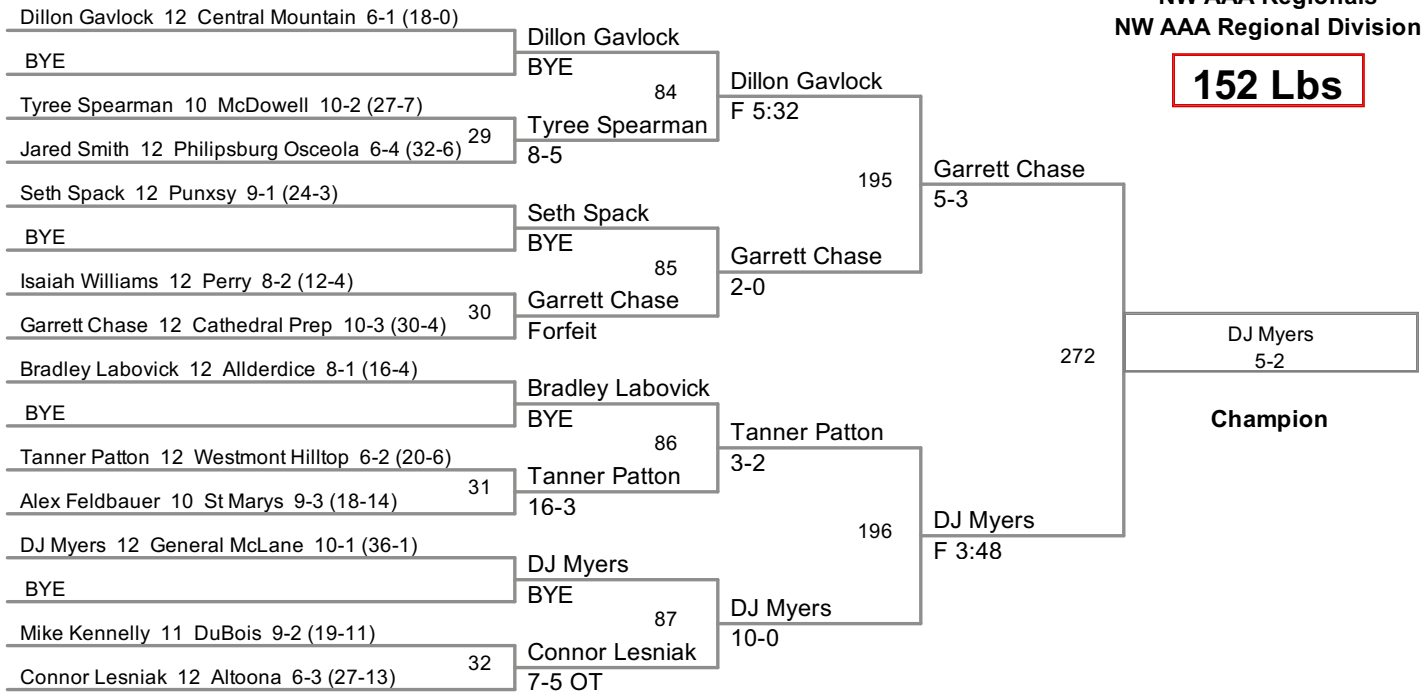 NW AAA Regionals
NW AAA Regional Division
152 Lbs
Dillon Gavlock 12 Central Mountain 6-1 (18-0)
BYE
Tyree Spearman 10 McDowell 10-2 (27-7)
Jared Smith 12 Philipsburg Osceola 6-4 (32-6)
29
Seth Spack 12 Punxsy 9-1 (24-3)
BYE
Isaiah Williams 12 Perry 8-2 (12-4)
Garrett Chase 12 Cathedral Prep 10-3 (30-4)
30
Bradley Labovick 12 Allderdice 8-1 (16-4)
BYE
Tanner Patton 12 Westmont Hilltop 6-2 (20-6)
Alex Feldbauer 10 St Marys 9-3 (18-14)
31
DJ Myers 12 General McLane 10-1 (36-1)
BYE
Mike Kennelly 11 DuBois 9-2 (19-11)
Connor Lesniak 12 Altoona 6-3 (27-13)
32
Dillon Gavlock
BYE
84
Tyree Spearman
8-5
Seth Spack
BYE
85
Garrett Chase
Forfeit
Bradley Labovick
BYE
86
Tanner Patton
16-3
DJ Myers
BYE
87
Connor Lesniak
7-5 OT
Dillon Gavlock
F 5:32
195
Garrett Chase
2-0
Tanner Patton
3-2
196
DJ Myers
10-0
Garrett Chase
5-3
272
DJ Myers
F 3:48
DJ Myers
5-2
Champion